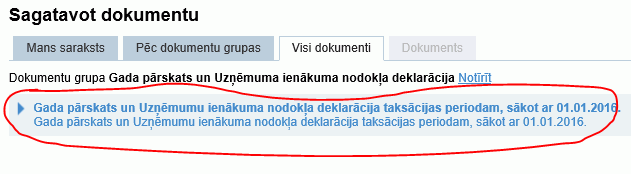 Sagatavot dokumentu
Mans saraksts Pēc dokumentu grupas Visi dokumenti Dokuments
Dokumentu grupa Gada pārskats un Uzņēmuma ienākuma nodokļa deklarācija Notīrīt
Gada pārskats un Uzņēmumu ienākuma nodokļa deklarācija taksācijas periodam, sākot ar 01.01.2016.
Gada pārskats un Uzņēmumu ienākuma nodokļa deklarācija taksācijas periodam, sākot ar 01.01.2016.